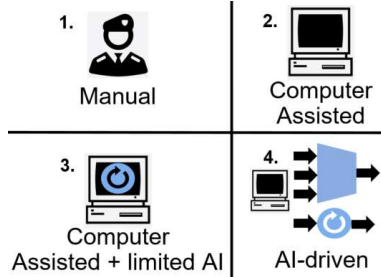 1.
Manual
2.
Computer
Assisted
3.
Computer
Assisted + limited AI
4.
AI-driven